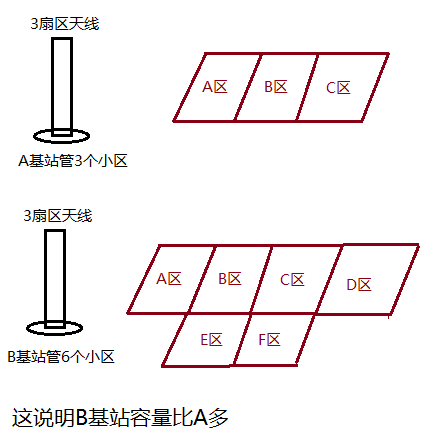 3扇区天线
A区 B区 C区
A基站管3个小区
3扇区天线
A区 B区 C区 D区
E区 F区
B基站管6个小区
这说明B基站容量比A多